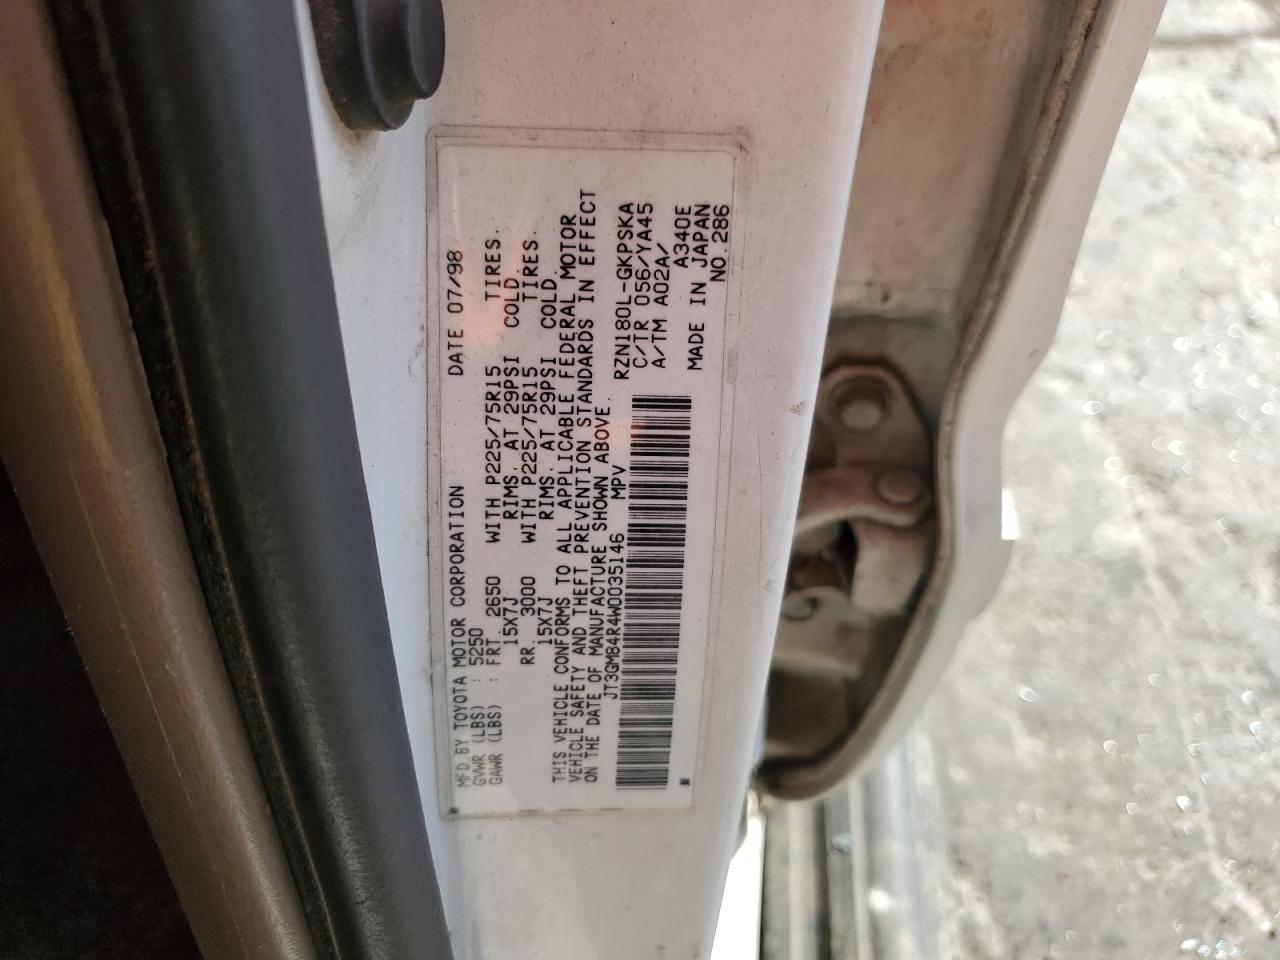 MFD.BY TOYOTA MOTOR CORPORATION DATE 07/98
GVWR (LBS) : 5250
GAWR (LBS) : FRT. 2650 WITH P225/75R15 TIRES.
15X7J RIMS. AT 29PSI COLD.
RR. 3000 WITH P225/75R15 TIRES.
15X7J RIMS. AT 29PSI COLD.
THIS VEHICLE CONFORMS TO ALL APPLICABLE FEDERAL MOTOR
VEHICLE SAFETY AND THEFT PREVENTION STANDARDS IN EFFECT
ON THE DATE OF MANUFACTURE SHOWN ABOVE.
JT3GM84R4W0035146 MPV
RZN180L-GKPSKA
C/TR 056/YA45
A/TM A02A/
A340E
MADE IN JAPAN
NO.286